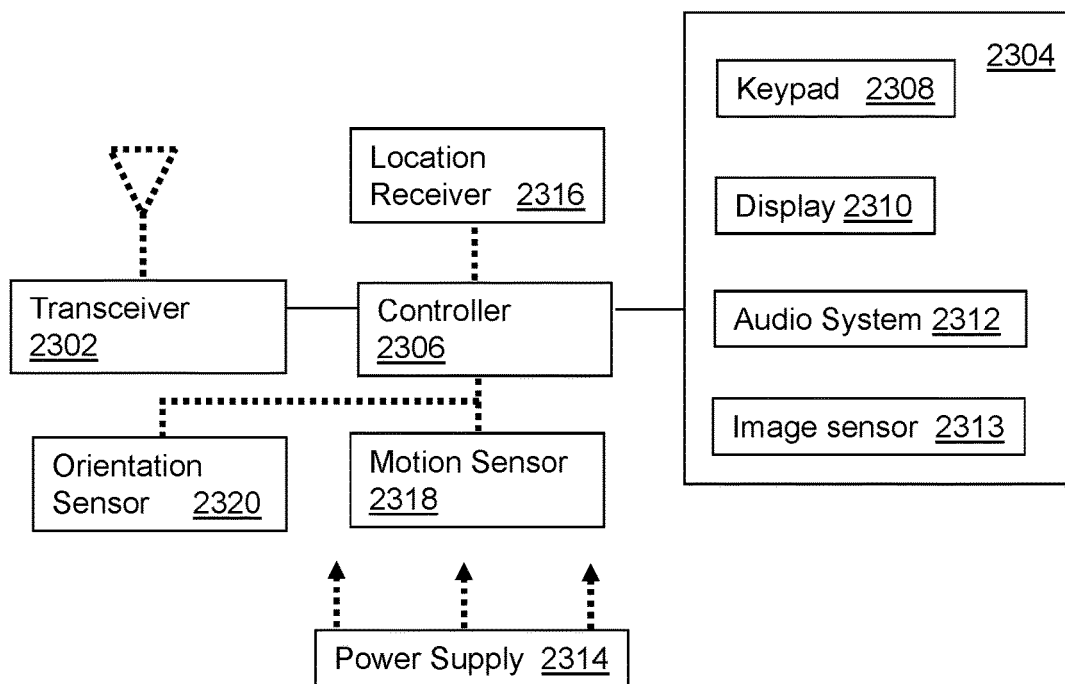 2304
Keypad 2308
Display 2310
Audio System 2312
Image sensor 2313
Location
Receiver 2316
Transceiver
2302
Controller
2306
Orientation
Sensor 2320
Motion Sensor
2318
Power Supply 2314